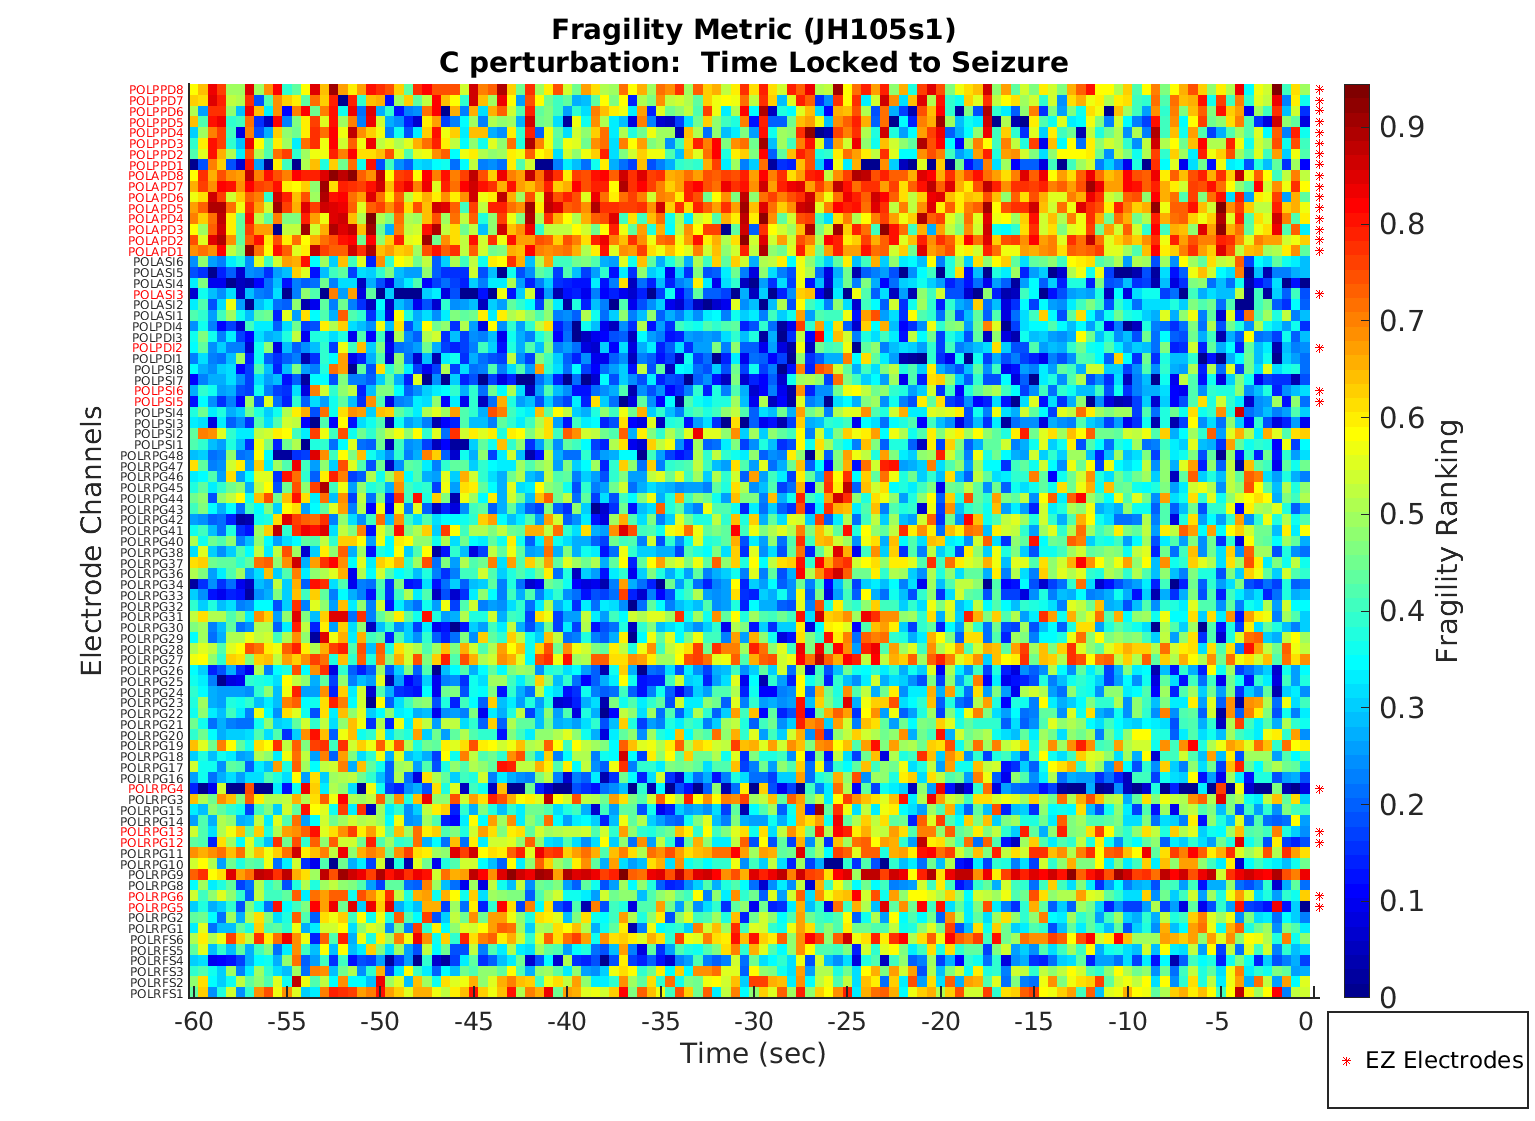 Fragility Metric (JH105s1)
C perturbation:  Time Locked to Seizure
Electrode Channels
POLPPD8
POLPPD7
POLPPD6
POLPPD5
POLPPD4
POLPPD3
POLPPD2
POLPPD1
POLAPD8
POLAPD7
POLAPD6
POLAPD5
POLAPD4
POLAPD3
POLAPD2
POLAPD1
POLASI6
POLASI5
POLASI4
POLASI3
POLASI2
POLASI1
POLPDI4
POLPDI3
POLPDI2
POLPDI1
POLPSI8
POLPSI7
POLPSI6
POLPSI5
POLPSI4
POLPSI3
POLPSI2
POLPSI1
POLRPG48
POLRPG47
POLRPG46
POLRPG45
POLRPG44
POLRPG43
POLRPG42
POLRPG41
POLRPG40
POLRPG38
POLRPG37
POLRPG36
POLRPG34
POLRPG33
POLRPG32
POLRPG31
POLRPG30
POLRPG29
POLRPG28
POLRPG27
POLRPG26
POLRPG25
POLRPG24
POLRPG23
POLRPG22
POLRPG21
POLRPG20
POLRPG19
POLRPG18
POLRPG17
POLRPG16
POLRPG4
POLRPG3
POLRPG15
POLRPG14
POLRPG13
POLRPG12
POLRPG11
POLRPG10
POLRPG9
POLRPG8
POLRPG6
POLRPG5
POLRPG2
POLRPG1
POLRFS6
POLRFS5
POLRFS4
POLRFS3
POLRFS2
POLRFS1
-60 -55 -50 -45 -40 -35 -30 -25 -20 -15 -10 -5 0
Time (sec)
0.9
0.8
0.7
0.6
0.5
0.4
0.3
0.2
0.1
0
Fragility Ranking
EZ Electrodes